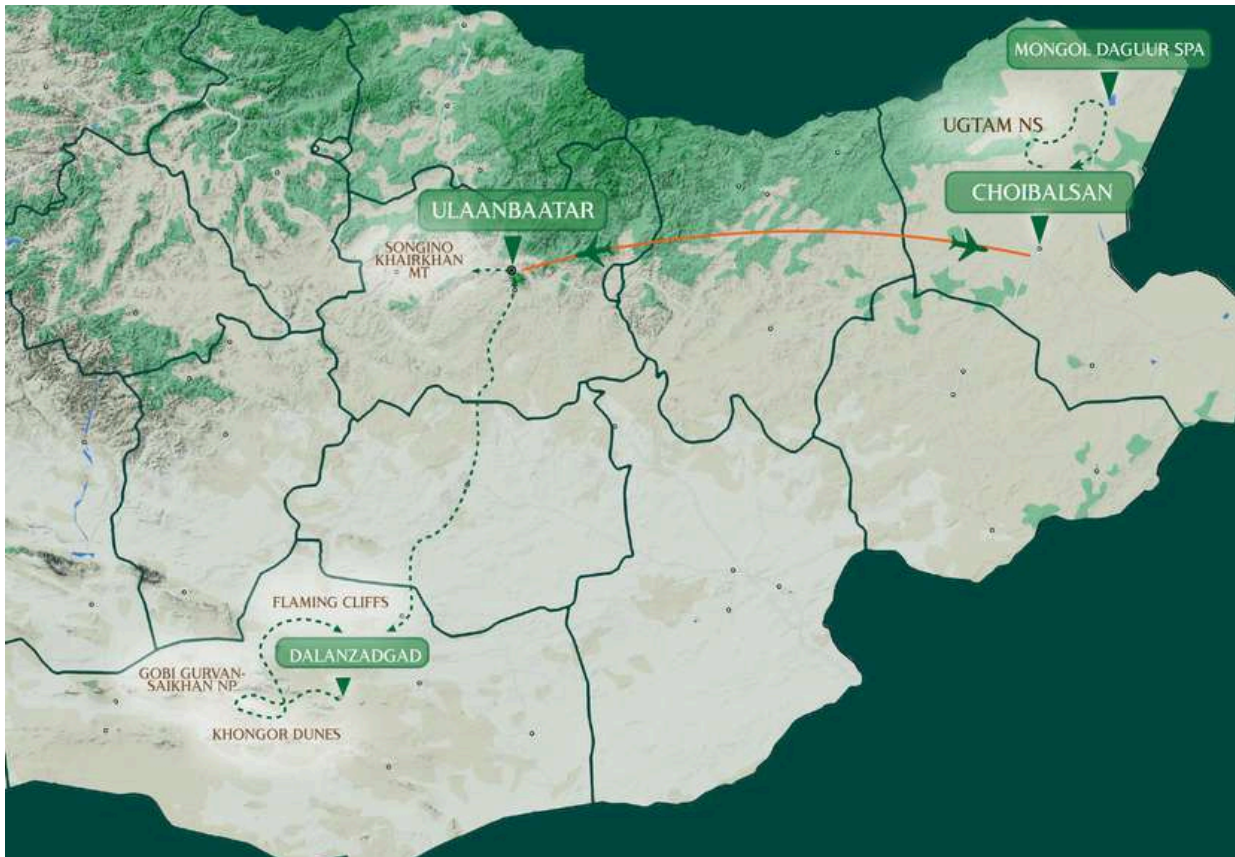 MONGOL DAGUUR SPA
UGTAM NS
CHOIBALSAN
ULAANBAATAR
SONGINO
KHAIRKHAN
MT
FLAMING CLIFFS
DALANZADGAD
GOBI GURVAN-
SAIKHAN NP
KHONGOR DUNES